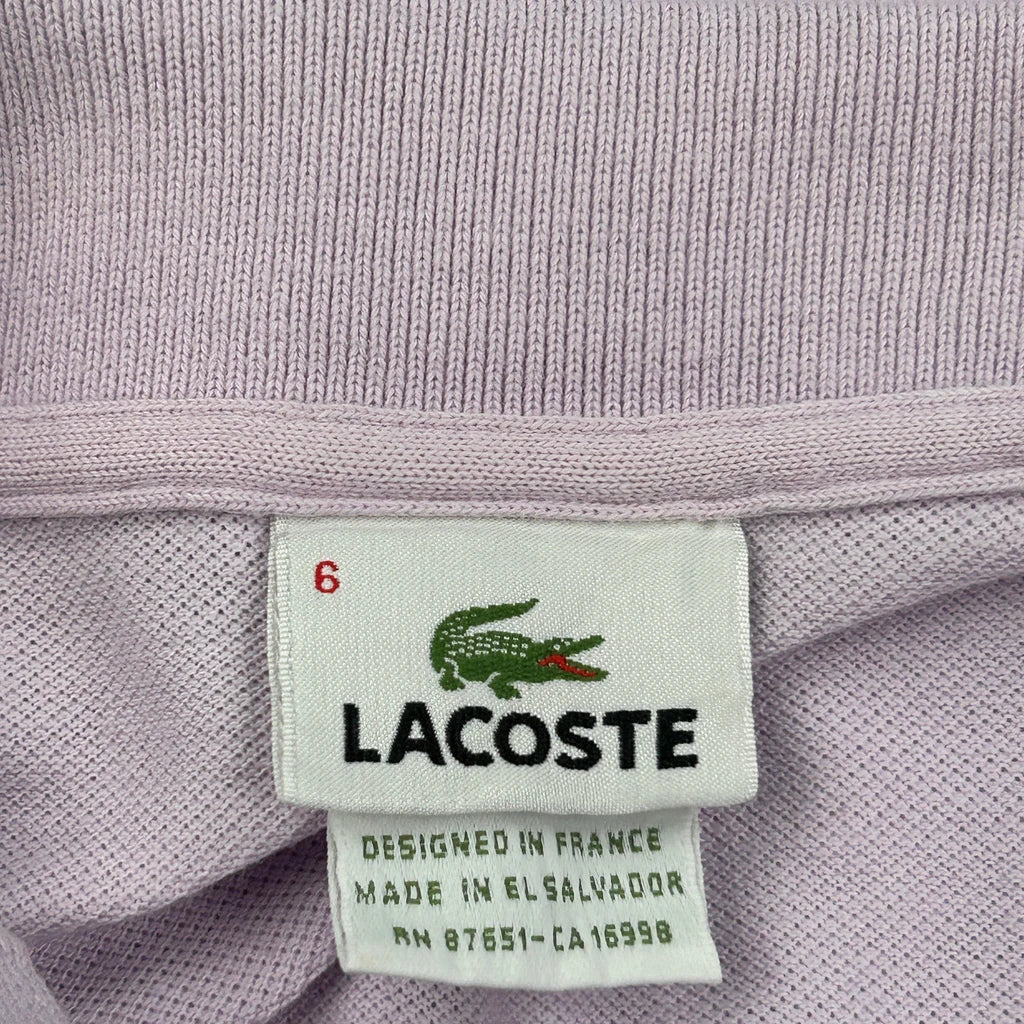 6
LACOSTE
DESIGNED IN FRANCE
MADE IN EL SALVADOR
RN 87651-CA 16998